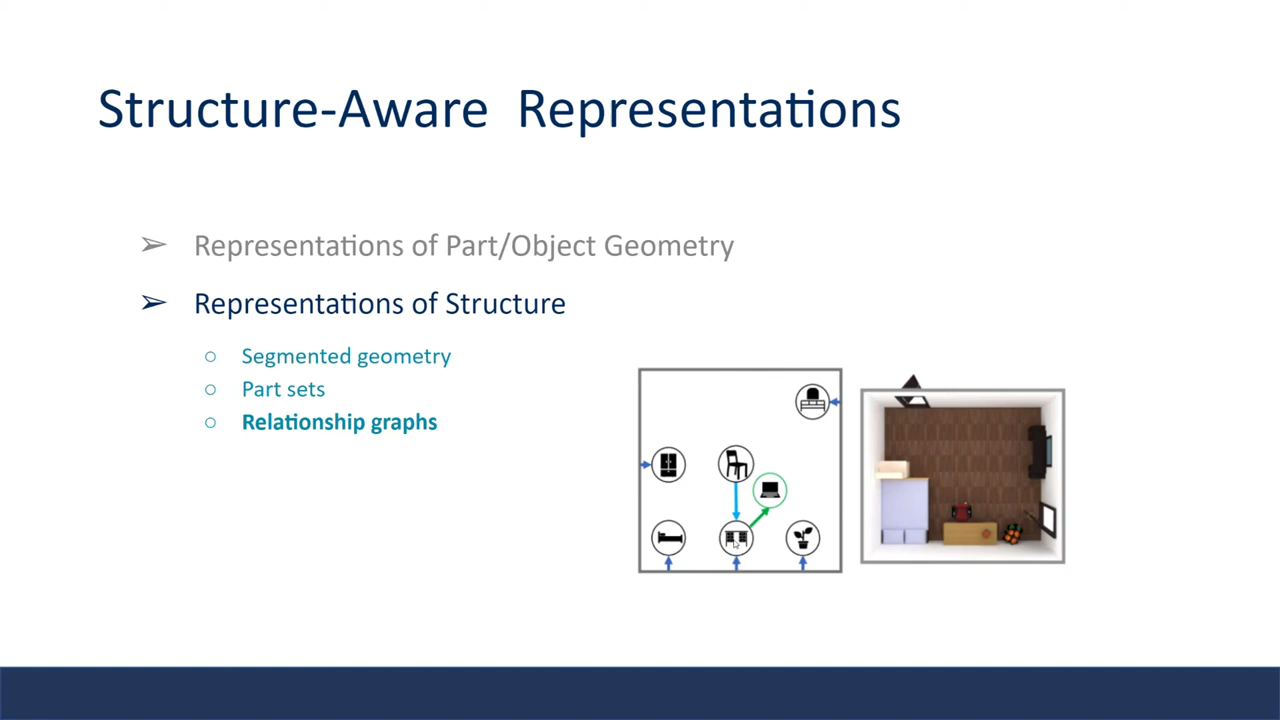 Structure-Aware Representations
➢ Representations of Part/Object Geometry
➢ Representations of Structure
○ Segmented geometry
○ Part sets
○ Relationship graphs